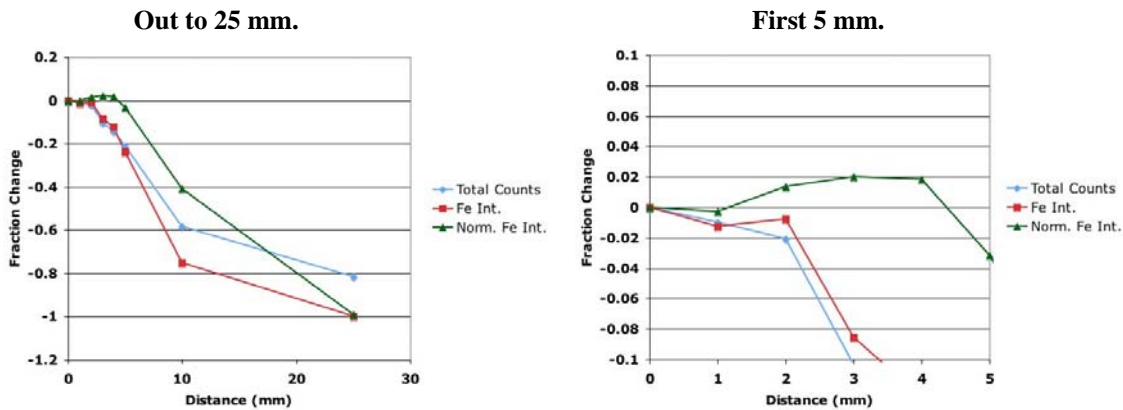 Out to 25 mm.
0.2
0
-0.2
-0.4
-0.6
-0.8
-1
-1.2
0 10 20 30
Fraction Change
Distance (mm)
Total Counts
Fe Int.
Norm. Fe Int.
First 5 mm.
0.1
0.08
0.06
0.04
0.02
0
-0.02
-0.04
-0.06
-0.08
-0.1
0 1 2 3 4 5
Fraction Change
Distance (mm)
Total Counts
Fe Int.
Norm. Fe Int.